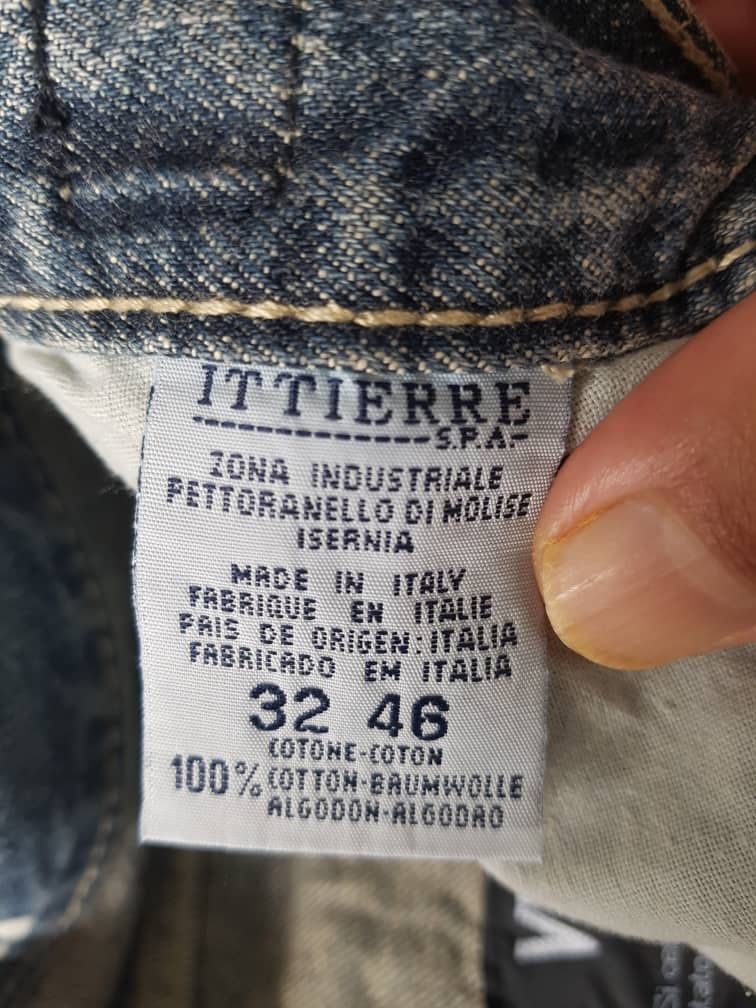 ITTIERRE
S.P.A.
ZONA INDUSTRIALE
PETTORANELLO DI MOLISE
ISERNIA
MADE IN ITALY
FABRIQUE EN ITALIE
PAIS DE ORIGEN: ITALIA
FABRICADO EM ITALIA
32 46
COTONE-COTON
100% COTTON-BAUMWOLLE
ALGODON-ALGODAO